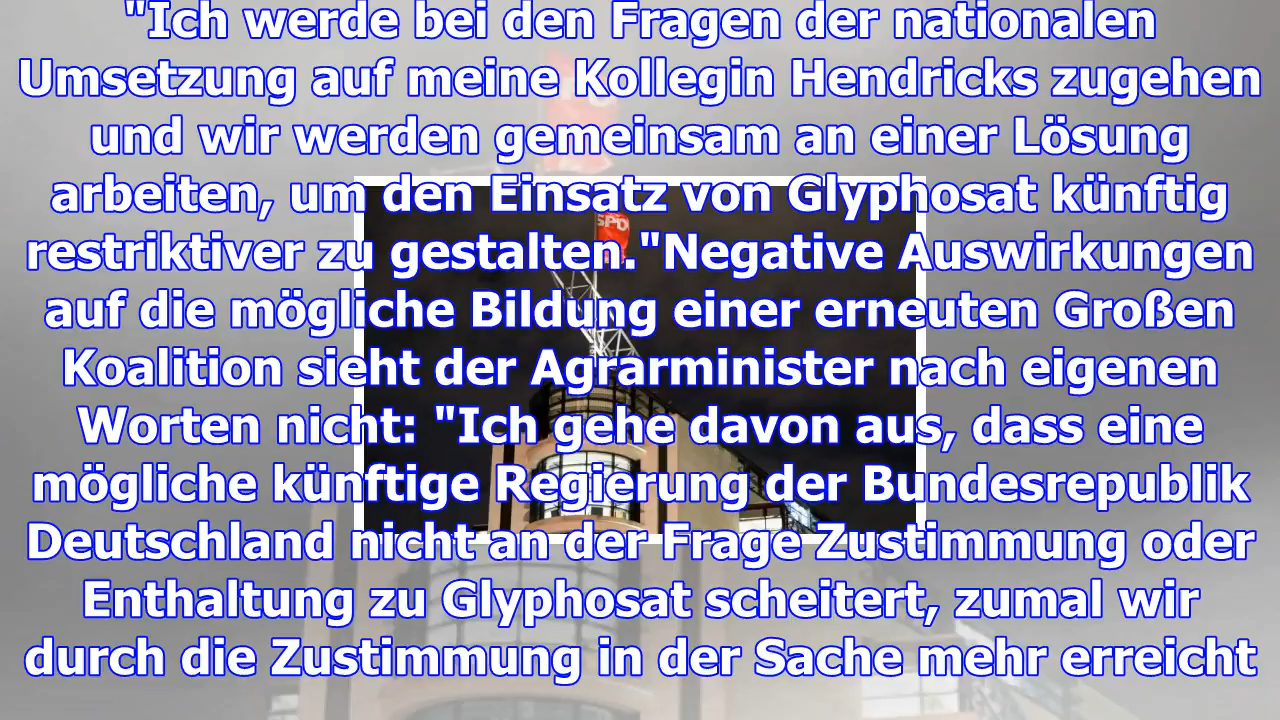 "Ich werde bei den Fragen der nationalen
Umsetzung auf meine Kollegin Hendricks zugehen
und wir werden gemeinsam an einer Lösung
arbeiten, um den Einsatz von Glyphosat künftig
SPD
restriktiver zu gestalten."Negative Auswirkungen
auf die mögliche Bildung einer erneuten Großen
Koalition sieht der Agrarminister nach eigenen
Worten nicht: "Ich gehe davon aus, dass eine
mögliche künftige Regierung der Bundesrepublik
Deutschland nicht an der Frage Zustimmung oder
Enthaltung zu Glyphosat scheitert, zumal wir
durch die Zustimmung in der Sache mehr erreicht